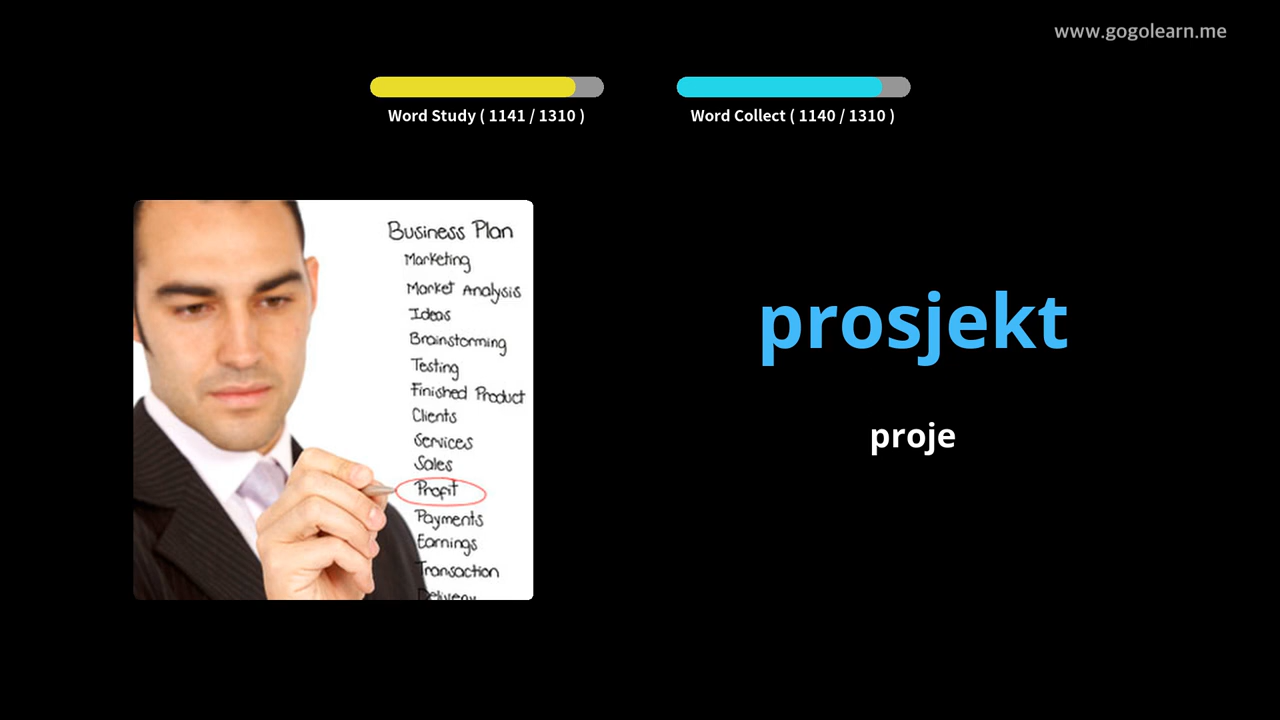 www.gogolearn.me
Word Study ( 1141 / 1310 )
Word Collect ( 1140 / 1310 )
Business Plan
Marketing
Market Analysis
Ideas
Brainstorming
Testing
Finished Product
Clients
Services
Sales
Profit
Payments
Earnings
Transaction
Delivery
prosjekt
proje